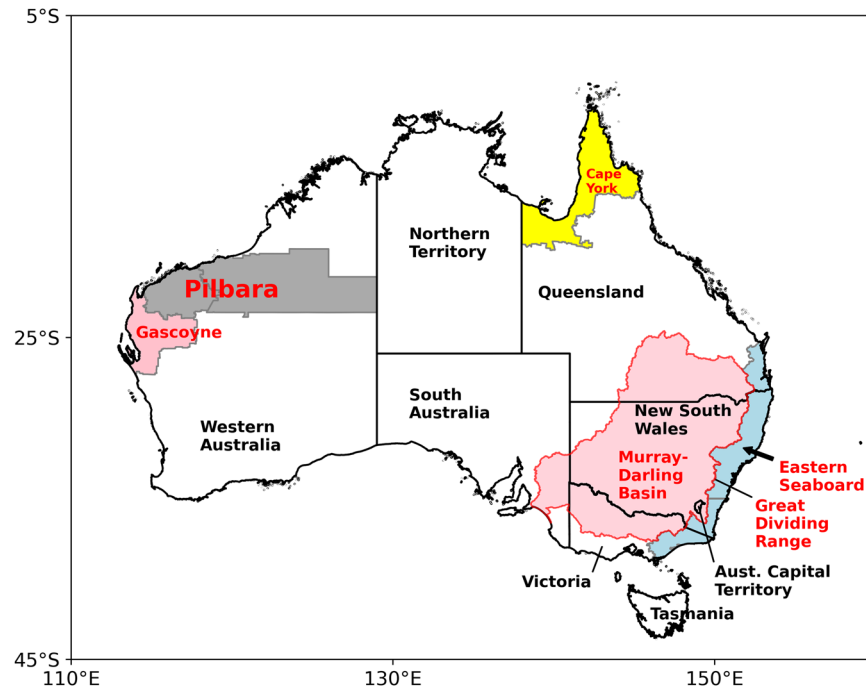 5°S
Cape
York
Northern
Territory
Pilbara
Queensland
Gascoyne
25°S
South
Australia
New South
Wales
Western
Australia
Murray-
Darling
Basin
Eastern
Seaboard
Great
Dividing
Range
Aust. Capital
Territory
Victoria
Tasmania
45°S
110°E
130°E
150°E